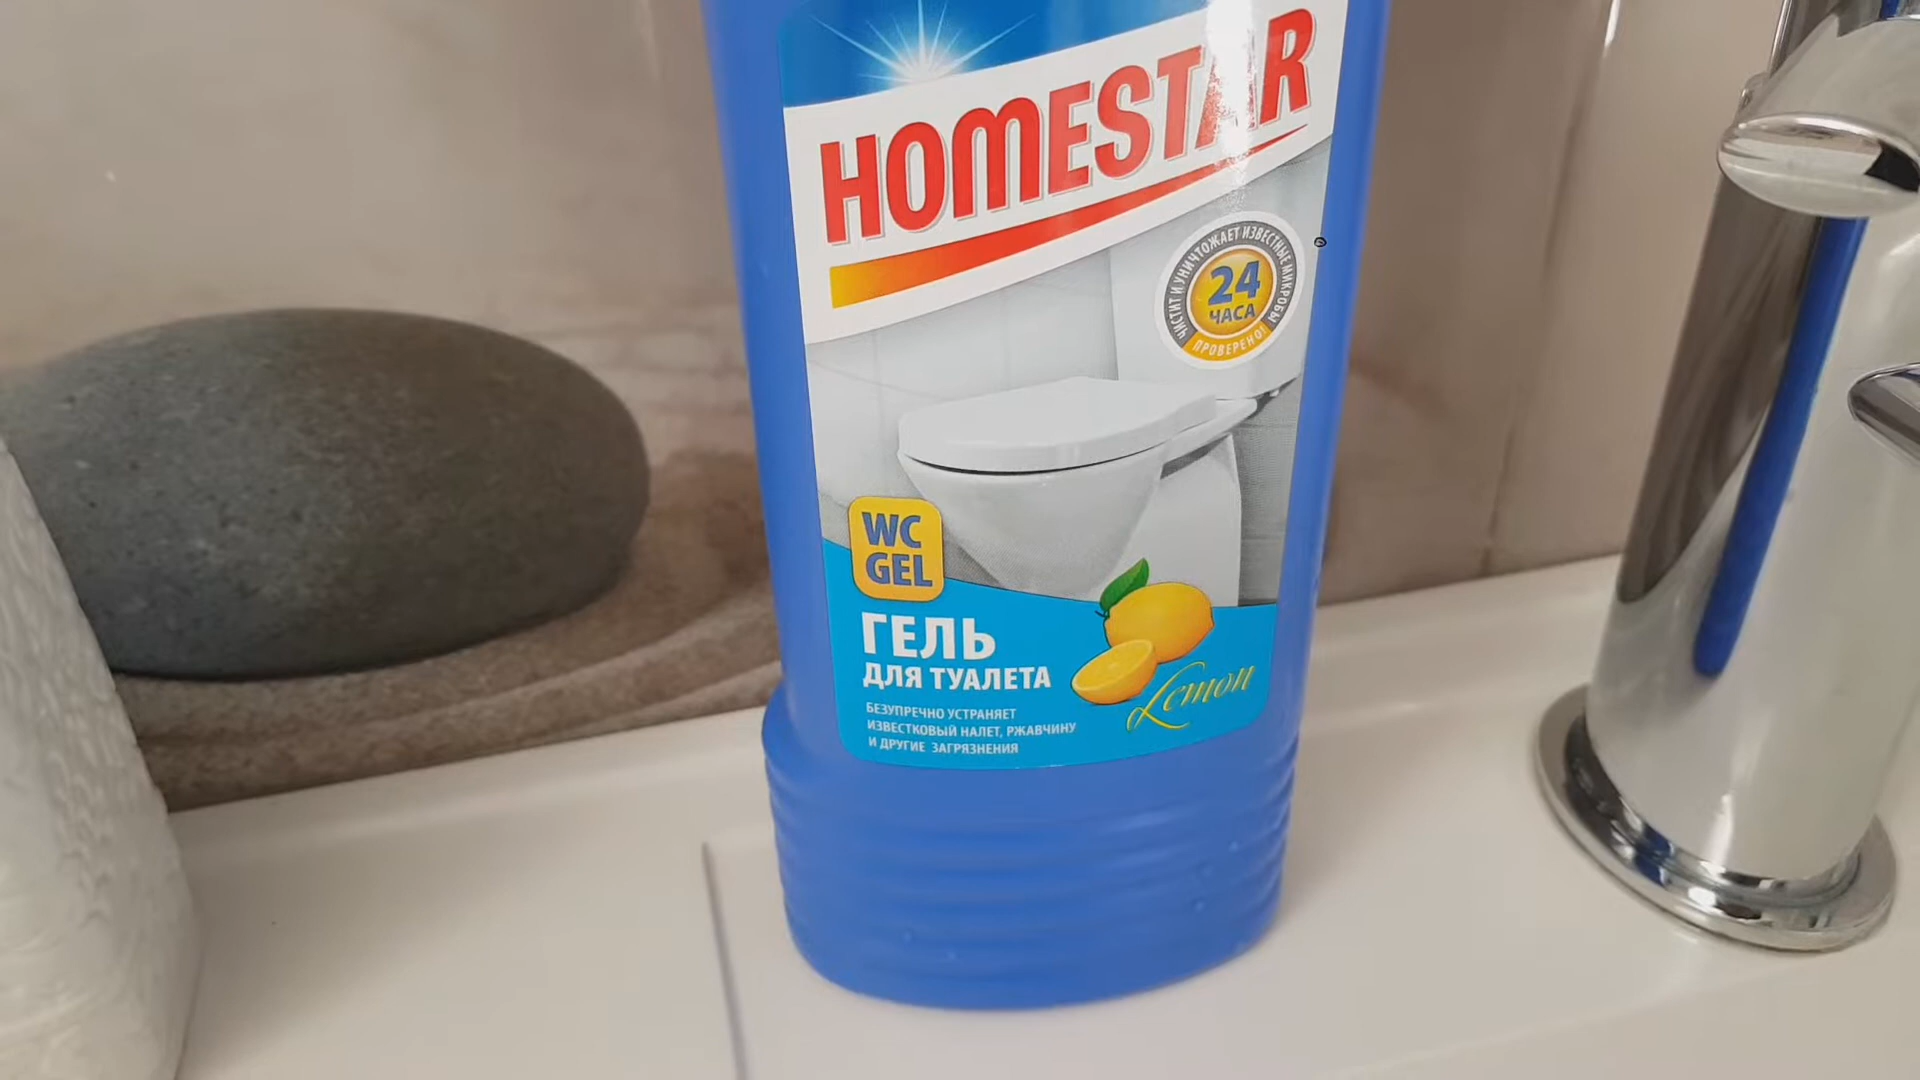 HOMESTAR
ЧИСТИТ И УНИЧТОЖАЕТ ИЗВЕСТНЫЕ МИКРОБЫ
24
ЧАСА
ПРОВЕРЕНО!
WC
GEL
ГЕЛЬ
ДЛЯ ТУАЛЕТА
Lemon
БЕЗУПРЕЧНО УСТРАНЯЕТ
ИЗВЕСТКОВЫЙ НАЛЕТ, РЖАВЧИНУ
И ДРУГИЕ ЗАГРЯЗНЕНИЯ